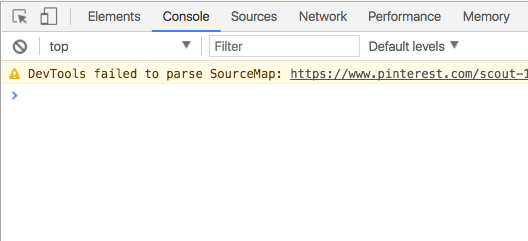 Elements Console Sources Network Performance Memory
top Filter Default levels
DevTools failed to parse SourceMap: https://www.pinterest.com/scout-1